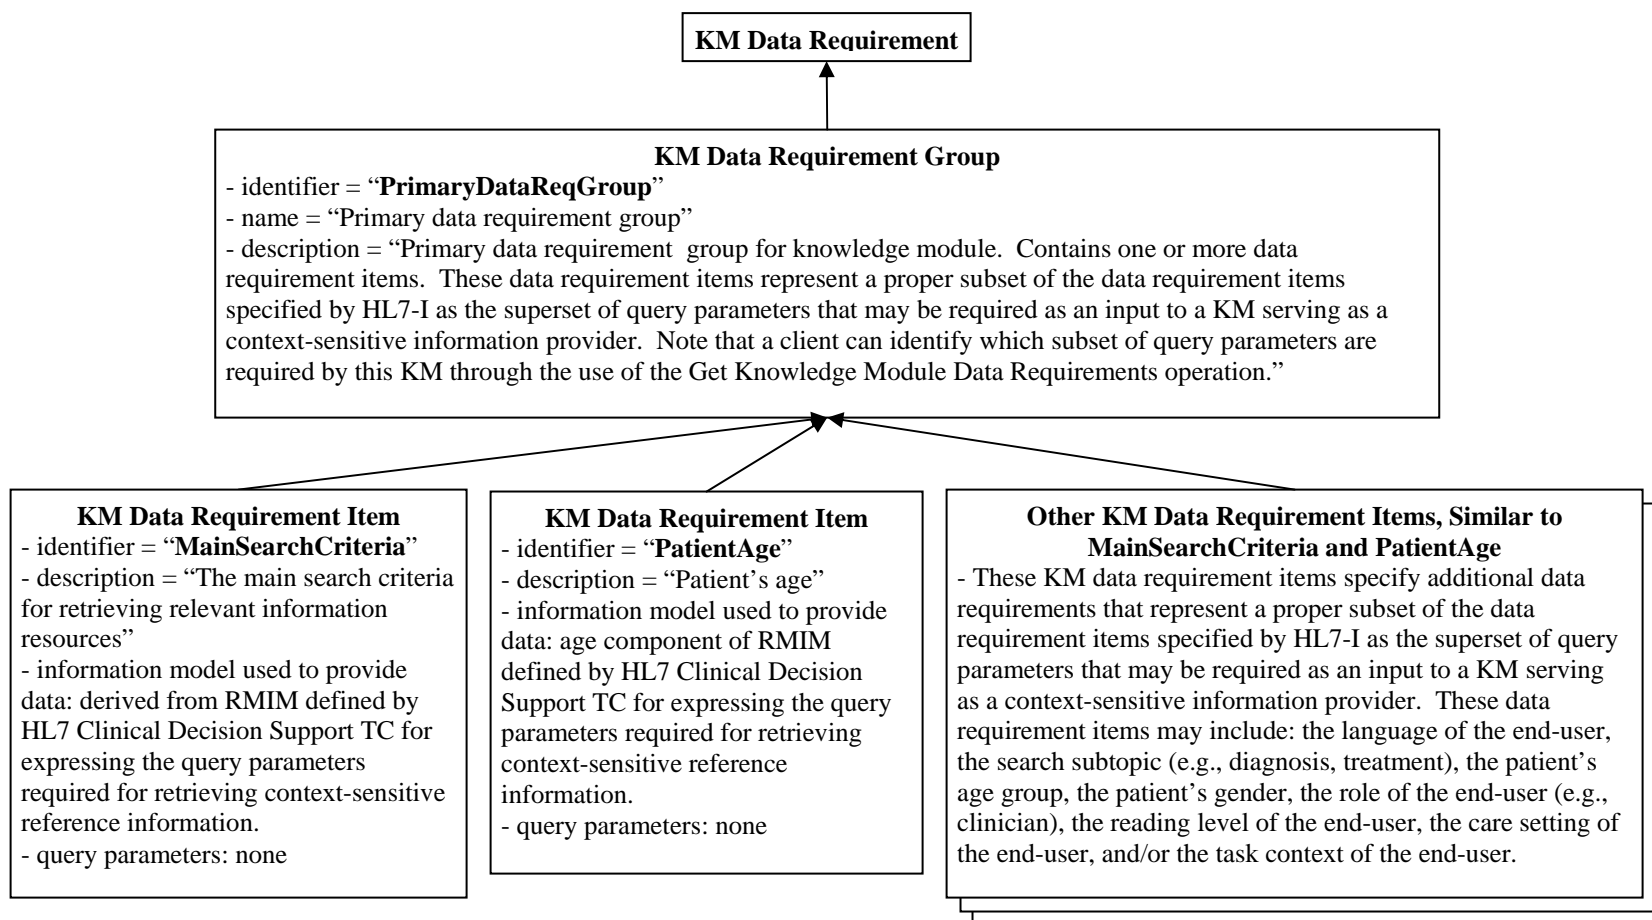 KM Data Requirement
KM Data Requirement Group
- identifier = “PrimaryDataReqGroup”
- name = “Primary data requirement group”
- description = “Primary data requirement  group for knowledge module.  Contains one or more data
requirement items.  These data requirement items represent a proper subset of the data requirement items
specified by HL7-I as the superset of query parameters that may be required as an input to a KM serving as a
context-sensitive information provider.  Note that a client can identify which subset of query parameters are
required by this KM through the use of the Get Knowledge Module Data Requirements operation.”
KM Data Requirement Item
- identifier = “MainSearchCriteria”
- description = “The main search criteria
for retrieving relevant information
resources”
- information model used to provide
data: derived from RMIM defined by
HL7 Clinical Decision Support TC for
expressing the query parameters
required for retrieving context-sensitive
reference information.
- query parameters: none
KM Data Requirement Item
- identifier = “PatientAge”
- description = “Patient’s age”
- information model used to provide
data: age component of RMIM
defined by HL7 Clinical Decision
Support TC for expressing the query
parameters required for retrieving
context-sensitive reference
information.
- query parameters: none
Other KM Data Requirement Items, Similar to
MainSearchCriteria and PatientAge
- These KM data requirement items specify additional data
requirements that represent a proper subset of the data
requirement items specified by HL7-I as the superset of query
parameters that may be required as an input to a KM serving
as a context-sensitive information provider.  These data
requirement items may include: the language of the end-user,
the search subtopic (e.g., diagnosis, treatment), the patient’s
age group, the patient’s gender, the role of the end-user (e.g.,
clinician), the reading level of the end-user, the care setting of
the end-user, and/or the task context of the end-user.